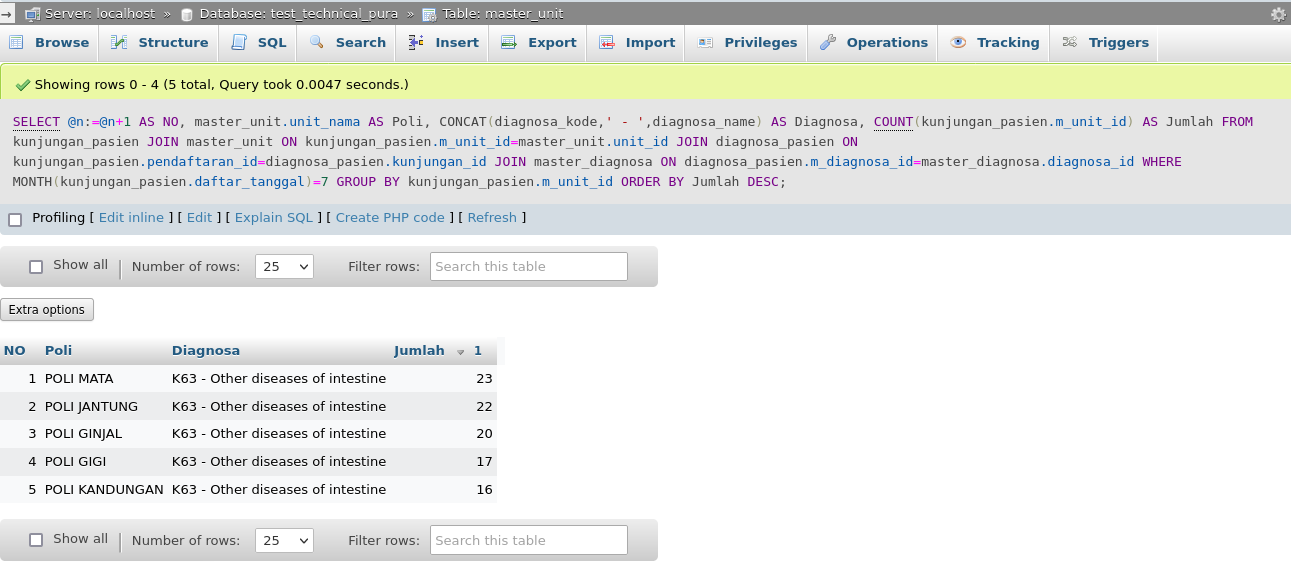 Server: localhost » Database: test_technical_pura » Table: master_unit
Browse Structure SQL Search Insert Export Import Privileges Operations Tracking Triggers
Showing rows 0 - 4 (5 total, Query took 0.0047 seconds.)
SELECT @n:=@n+1 AS NO, master_unit.unit_nama AS Poli, CONCAT(diagnosa_kode,' - ',diagnosa_name) AS Diagnosa, COUNT(kunjungan_pasien.m_unit_id) AS Jumlah FROM
kunjungan_pasien JOIN master_unit ON kunjungan_pasien.m_unit_id=master_unit.unit_id JOIN diagnosa_pasien ON
kunjungan_pasien.pendaftaran_id=diagnosa_pasien.kunjungan_id JOIN master_diagnosa ON diagnosa_pasien.m_diagnosa_id=master_diagnosa.diagnosa_id WHERE
MONTH(kunjungan_pasien.daftar_tanggal)=7 GROUP BY kunjungan_pasien.m_unit_id ORDER BY Jumlah DESC;
Profiling [ Edit inline ] [ Edit ] [ Explain SQL ] [ Create PHP code ] [ Refresh ]
Show all Number of rows: 25 Filter rows: Search this table
Extra options
NO Poli Diagnosa Jumlah 1
1 POLI MATA K63 - Other diseases of intestine 23
2 POLI JANTUNG K63 - Other diseases of intestine 22
3 POLI GINJAL K63 - Other diseases of intestine 20
4 POLI GIGI K63 - Other diseases of intestine 17
5 POLI KANDUNGAN K63 - Other diseases of intestine 16
Show all Number of rows: 25 Filter rows: Search this table